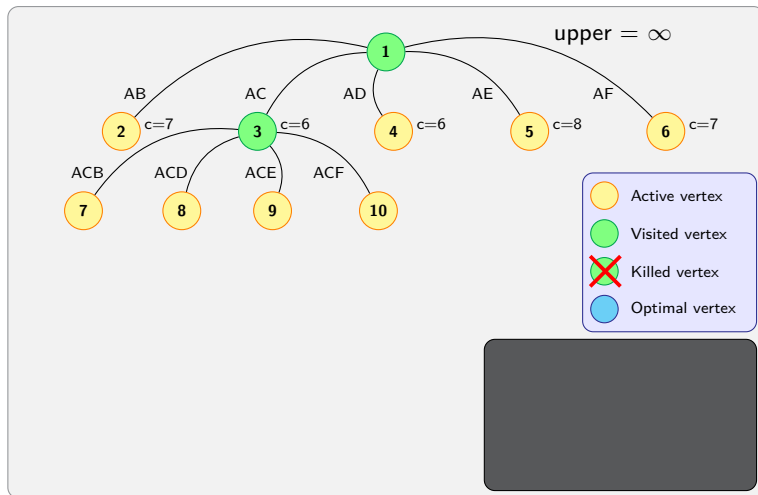 upper = ∞
1
AB AC AD AE AF
2 c=7 3 c=6 4 c=6 5 c=8 6 c=7
ACB ACD ACE ACF
7 8 9 10
Active vertex
Visited vertex
Killed vertex
Optimal vertex